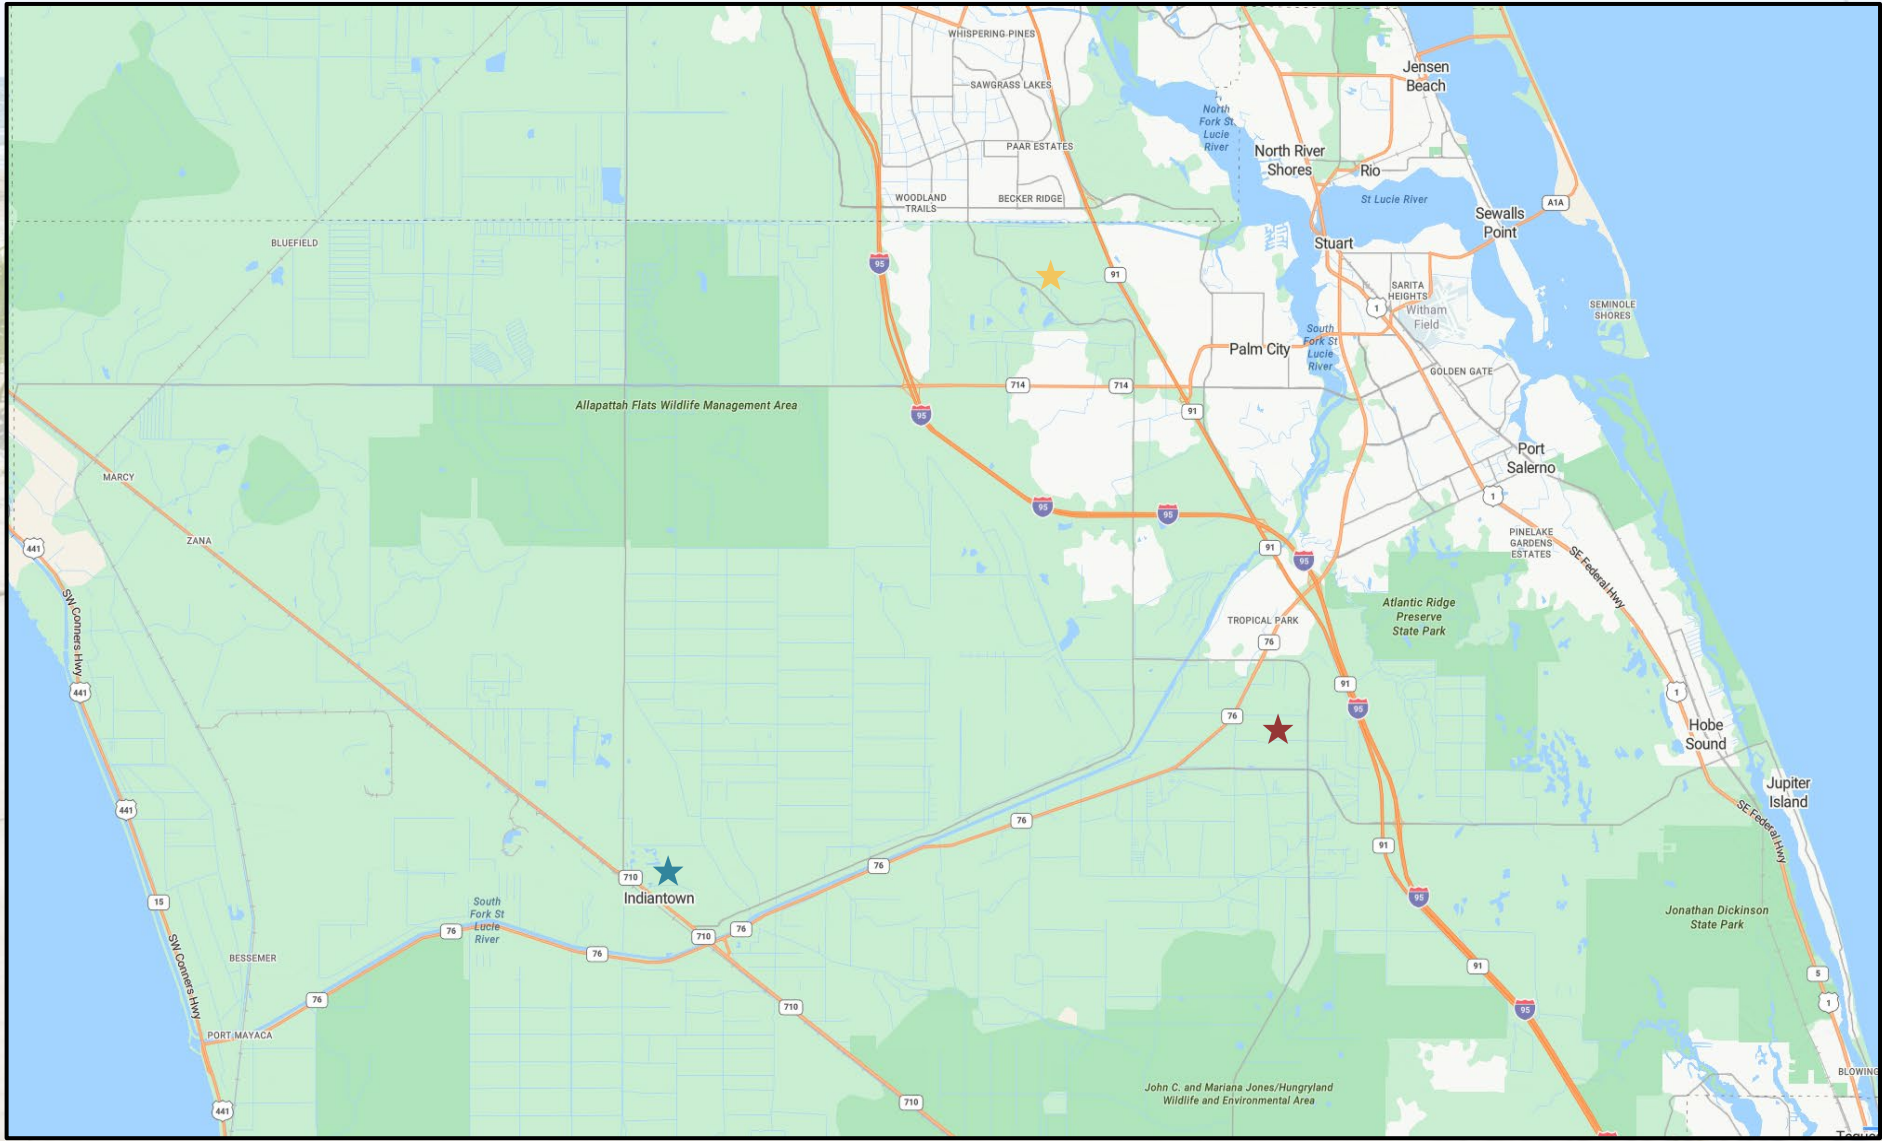 WHISPERING PINES
Jensen
Beach
SAWGRASS LAKES
North
Fork St
Lucie
River
PAAR ESTATES
North River
Shores
Rio
WOODLAND
TRAILS
BECKER RIDGE
St Lucie River
A1A
Sewalls
Point
BLUEFIELD
Stuart
95
91
SARITA
HEIGHTS
1
Witham
Field
SEMINOLE
SHORES
South
Fork St
Lucie
River
Palm City
GOLDEN GATE
714
714
Allapattah Flats Wildlife Management Area
95
91
Port
Salerno
MARCY
1
95
95
ZANA
441
91
95
PINELAKE
GARDENS
ESTATES
SE Federal Hwy
SW Conners Hwy
Atlantic Ridge
Preserve
State Park
TROPICAL PARK
76
441
91
1
95
76
Hobe
Sound
Jupiter
Island
441
76
SE Federal Hwy
91
76
710
Indiantown
95
15
South
Fork St
Lucie
River
Jonathan Dickinson
State Park
76
76
710
76
BESSEMER
SW Conners Hwy
91
5
76
710
95
1
PORT MAYACA
BLOWING
John C. and Mariana Jones/Hungryland
Wildlife and Environmental Area
710
441